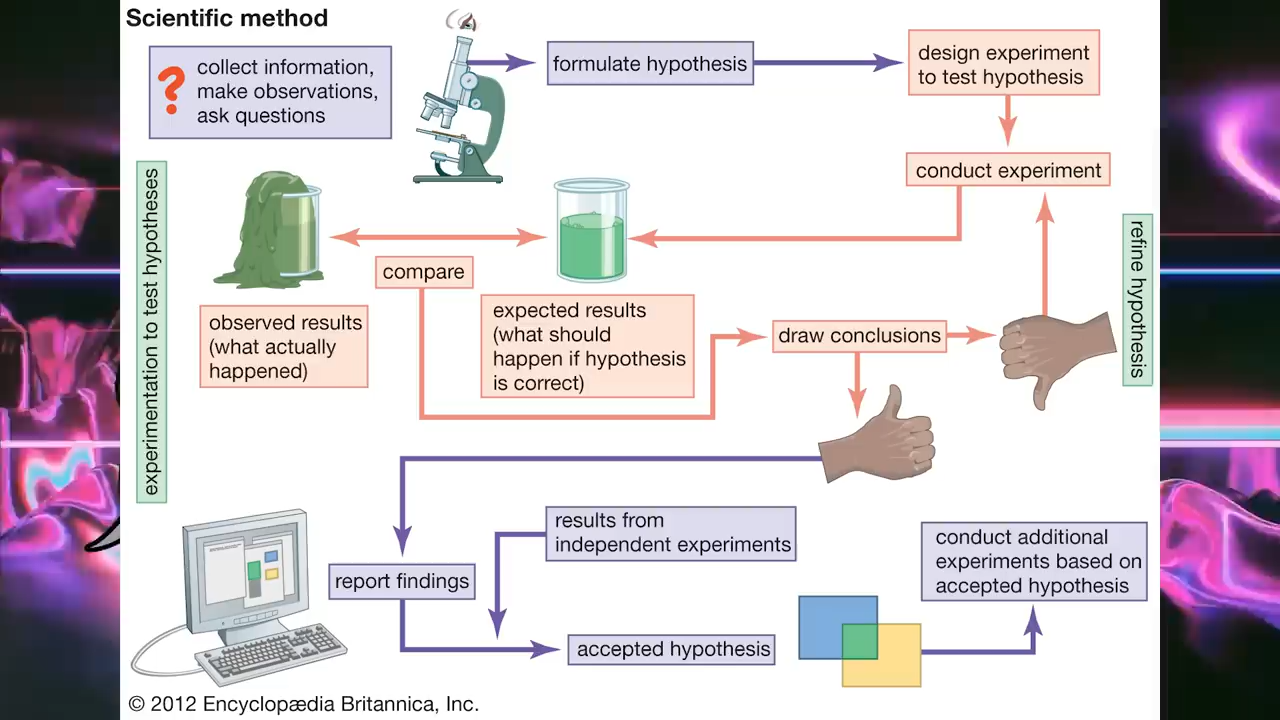 Scientific method
?
collect information,
make observations,
ask questions
formulate hypothesis
design experiment
to test hypothesis
conduct experiment
experimentation to test hypotheses
refine hypothesis
compare
observed results
(what actually
happened)
expected results
(what should
happen if hypothesis
is correct)
draw conclusions
report findings
results from
independent experiments
accepted hypothesis
conduct additional
experiments based on
accepted hypothesis
© 2012 Encyclopædia Britannica, Inc.